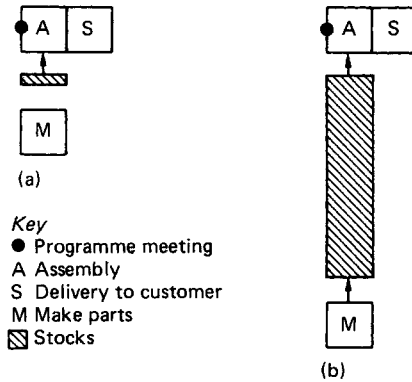 A S
M
(a)
Key
● Programme meeting
A Assembly
S Delivery to customer
M Make parts
Stocks
A S
M
(b)